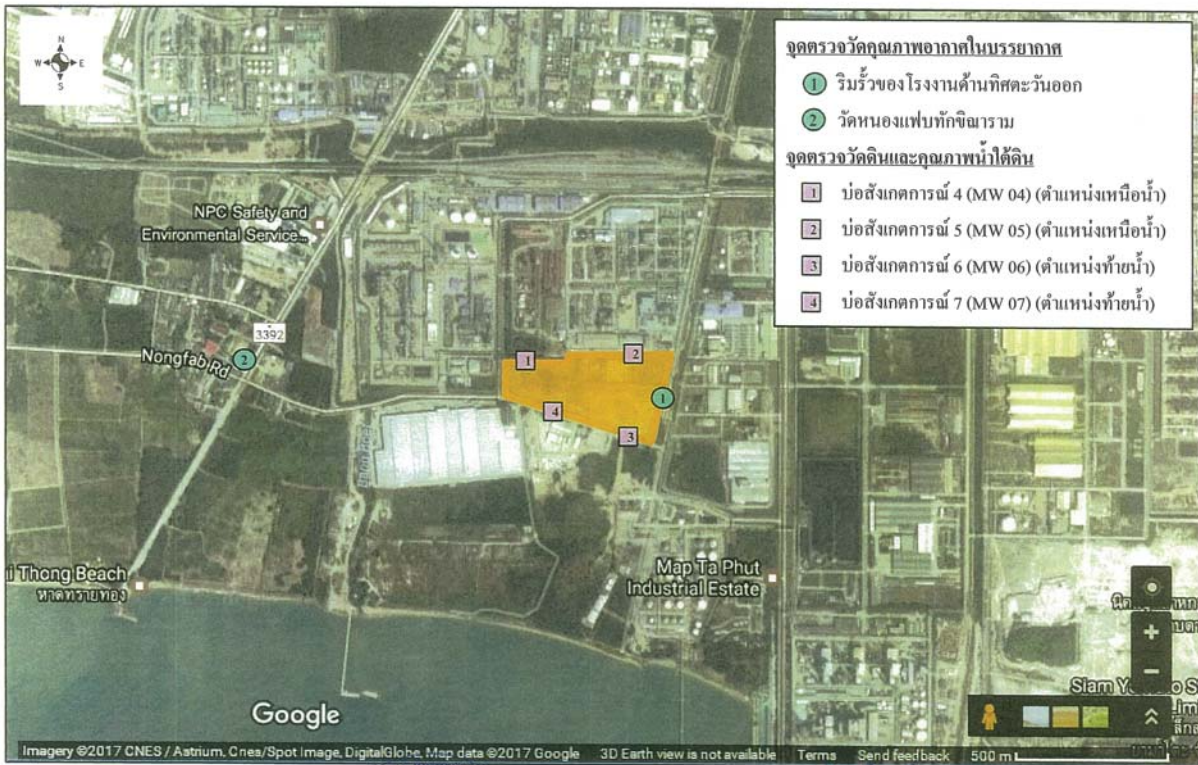 N
W E
S
จุดตรวจวัดคุณภาพอากาศในบรรยากาศ
1 ริมรั้วของโรงงานด้านทิศตะวันออก
2 วัดหนองแฟบทักขิณาราม
จุดตรวจวัดดินและคุณภาพน้ำใต้ดิน
1 บ่อสังเกตการณ์ 4 (MW 04) (ตำแหน่งเหนือน้ำ)
2 บ่อสังเกตการณ์ 5 (MW 05) (ตำแหน่งเหนือน้ำ)
3 บ่อสังเกตการณ์ 6 (MW 06) (ตำแหน่งท้ายน้ำ)
4 บ่อสังเกตการณ์ 7 (MW 07) (ตำแหน่งท้ายน้ำ)
NPC Safety and
Environmental Service...
3392
2
Nongfab Rd
1
2
1
4
3
Map Ta Phut
Industrial Estate
Thong Beach
หาดทรายทอง
Google
Imagery ©2017 CNES / Astrium, Cnes/Spot Image, DigitalGlobe, Map data ©2017 Google 3D Earth view is not available Terms Send feedback 500 m